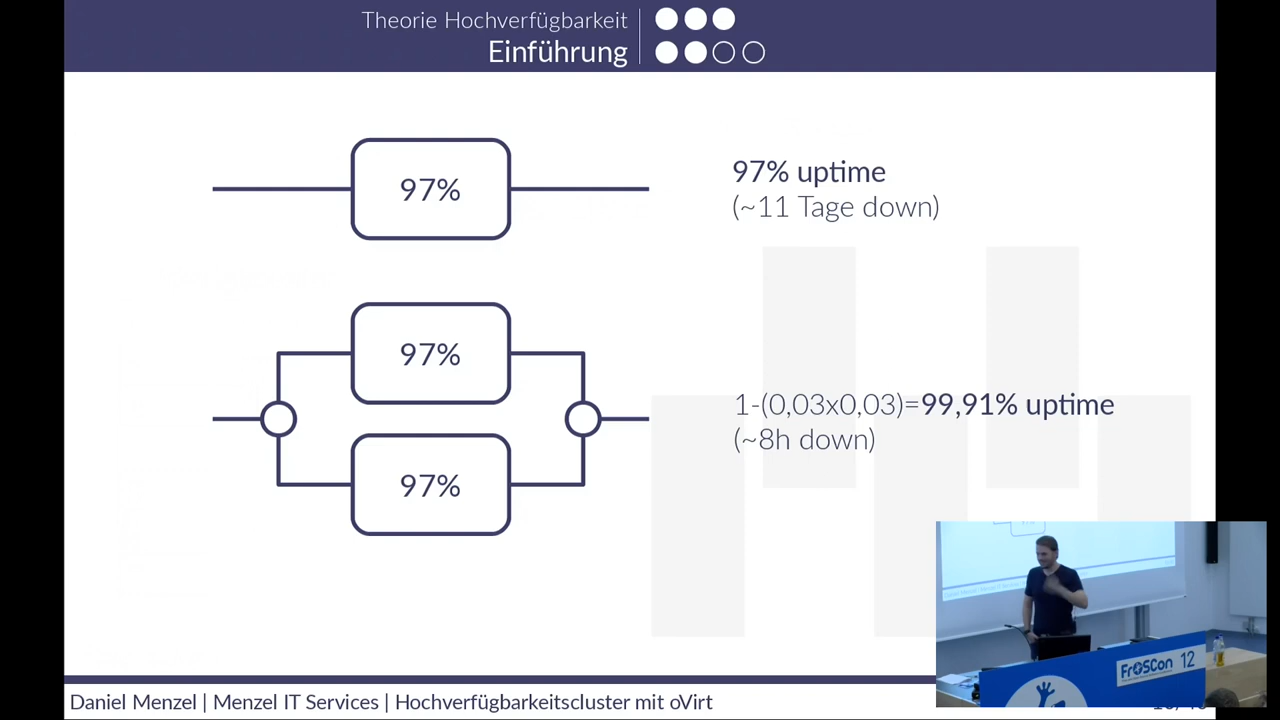 Theorie Hochverfügbarkeit
Einführung
97%
97% uptime
(~11 Tage down)
97%
1-(0,03x0,03)=99,91% uptime
(~8h down)
97%
FrOSCon 12
Daniel Menzel | Menzel IT Services | Hochverfügbarkeitscluster mit oVirt